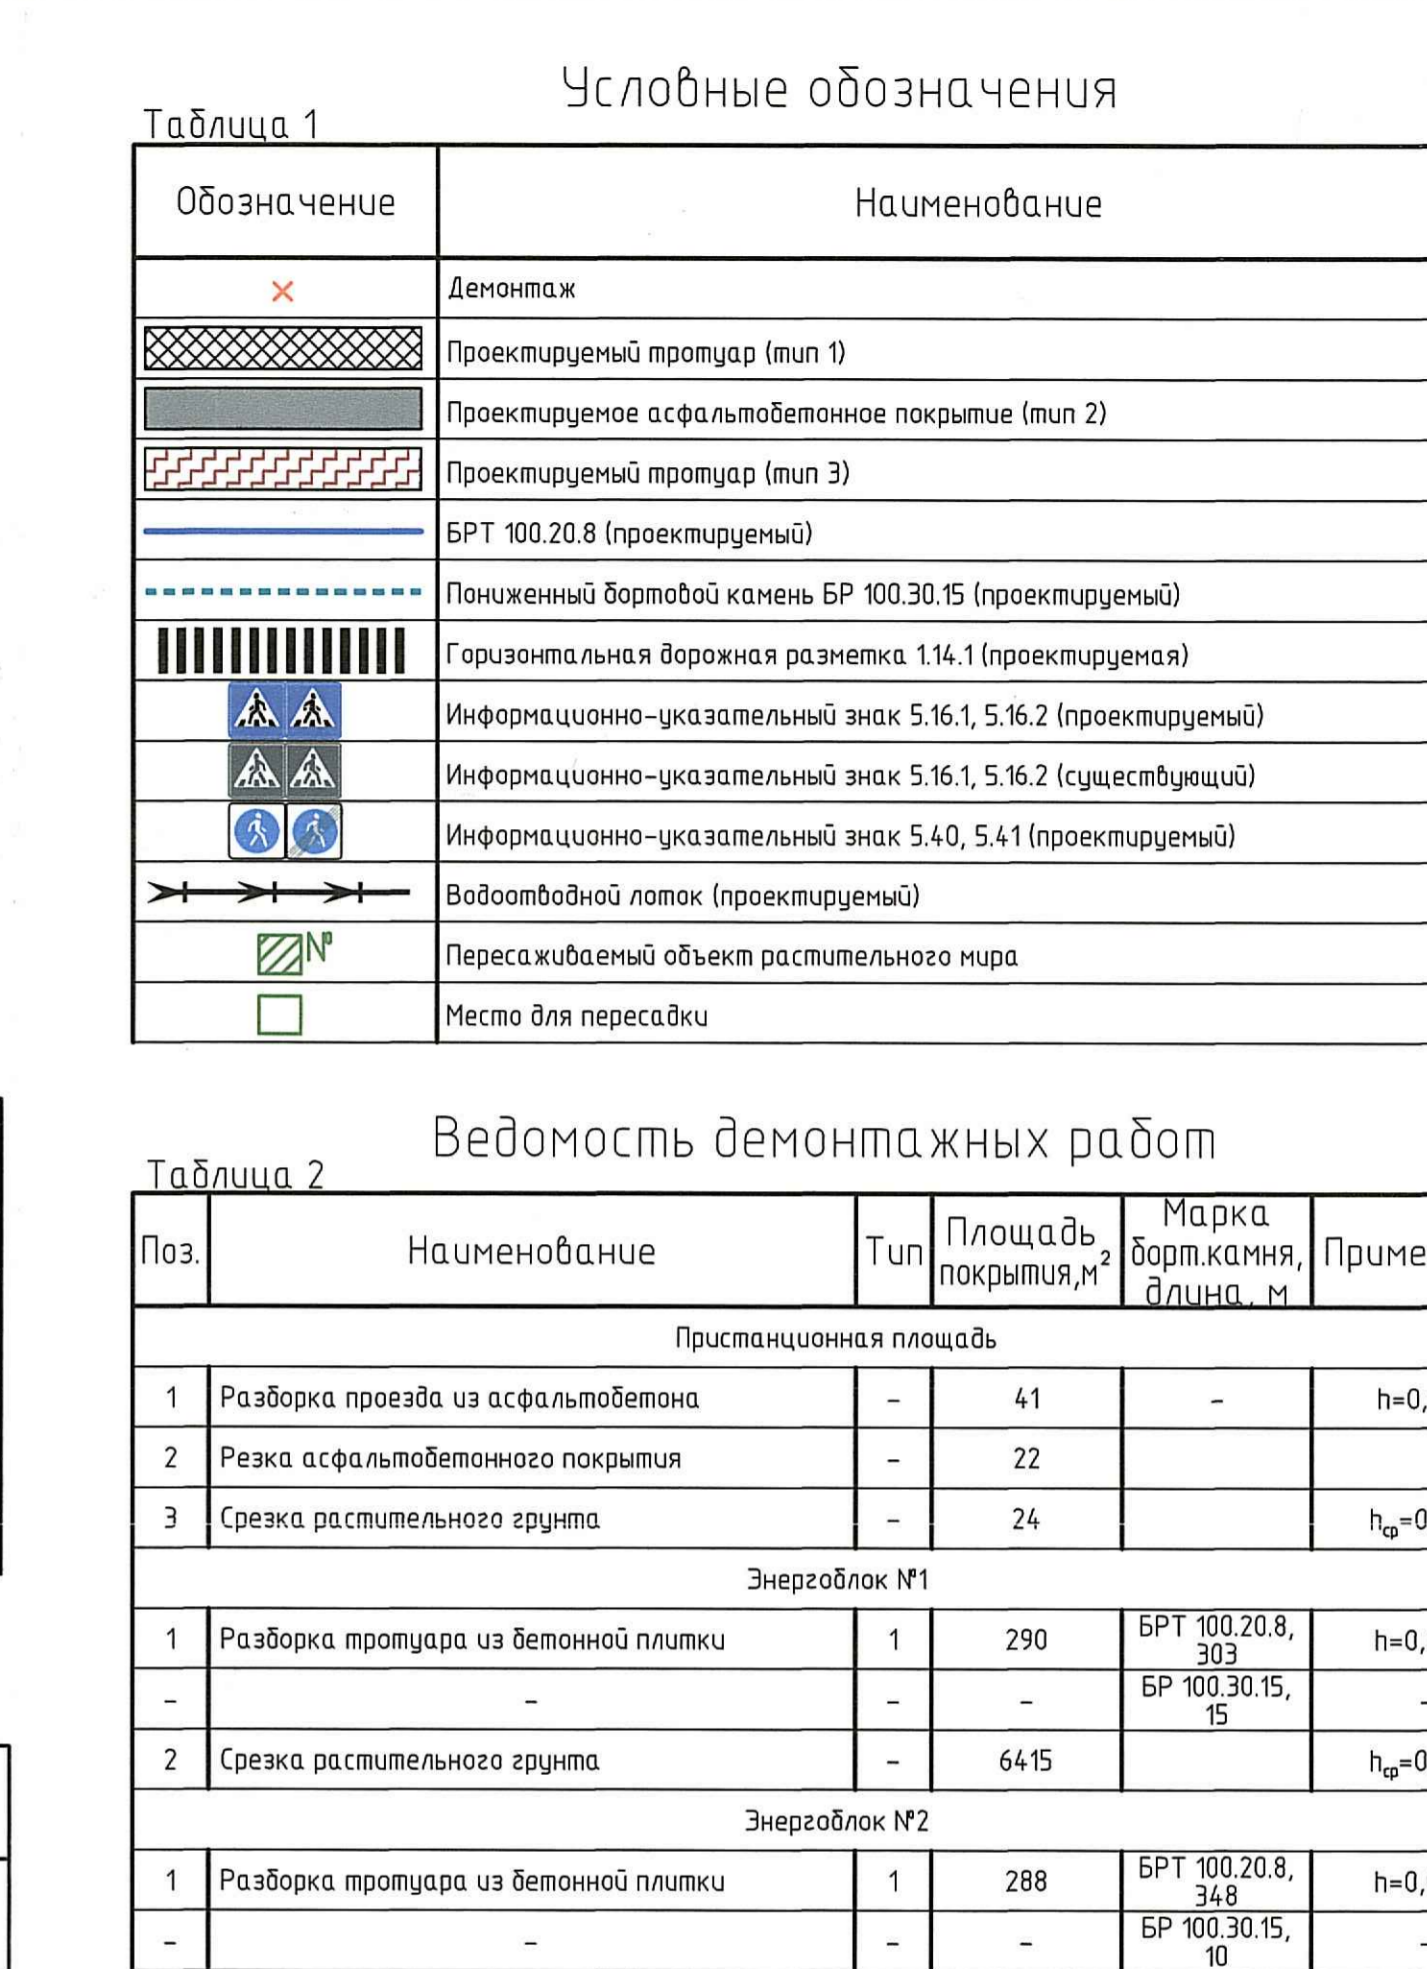 Условные обозначения
Таблица 1
Обозначение
Наименование
Демонтаж
Проектируемый тротуар (тип 1)
Проектируемое асфальтобетонное покрытие (тип 2)
Проектируемый тротуар (тип 3)
БРТ 100.20.8 (проектируемый)
Пониженный бортовой камень БР 100.30.15 (проектируемый)
Горизонтальная дорожная разметка 1.14.1 (проектируемая)
Информационно-указательный знак 5.16.1, 5.16.2 (проектируемый)
Информационно-указательный знак 5.16.1, 5.16.2 (существующий)
Информационно-указательный знак 5.40, 5.41 (проектируемый)
Водоотводной лоток (проектируемый)
№ Пересаживаемый объект растительного мира
Место для пересадки
Ведомость демонтажных работ
Таблица 2
Поз.
Наименование
Тип
Площадь
покрытия,м²
Марка
борт.камня,
длина, м
Приме
Пристанционная площадь
1 Разборка проезда из асфальтобетона - 41 - h=0,
2 Резка асфальтобетонного покрытия - 22
3 Срезка растительного грунта - 24 hср=0
Энергоблок №1
1 Разборка тротуара из бетонной плитки 1 290 БРТ 100.20.8, h=0,
303
- - - - БР 100.30.15, -
15
2 Срезка растительного грунта - 6415 hср=0
Энергоблок №2
1 Разборка тротуара из бетонной плитки 1 288 БРТ 100.20.8, h=0,
348
- - - - БР 100.30.15, -
10